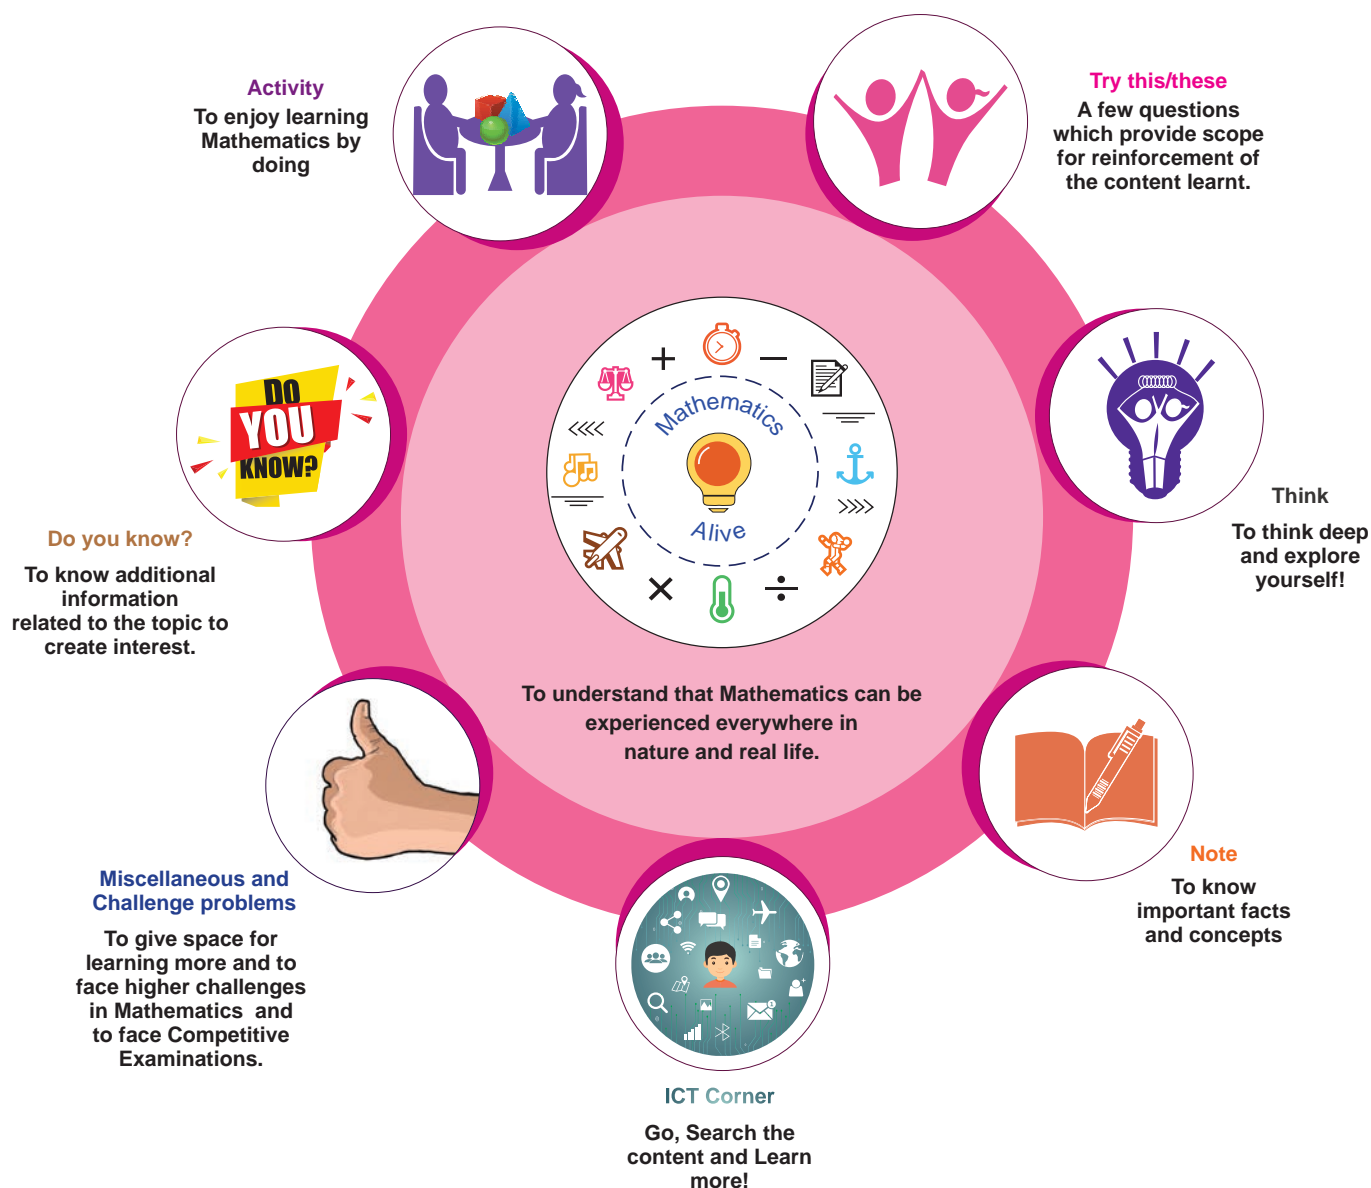 Activity
To enjoy learning
Mathematics by
doing
Try this/these
A few questions
which provide scope
for reinforcement of
the content learnt.
DO
YOU
KNOW?
Do you know?
To know additional
information
related to the topic to
create interest.
Mathematics
Alive
To understand that Mathematics can be
experienced everywhere in
nature and real life.
Think
To think deep
and explore
yourself!
Note
To know
important facts
and concepts
Miscellaneous and
Challenge problems
To give space for
learning more and to
face higher challenges
in Mathematics and
to face Competitive
Examinations.
ICT Corner
Go, Search the
content and Learn
more!